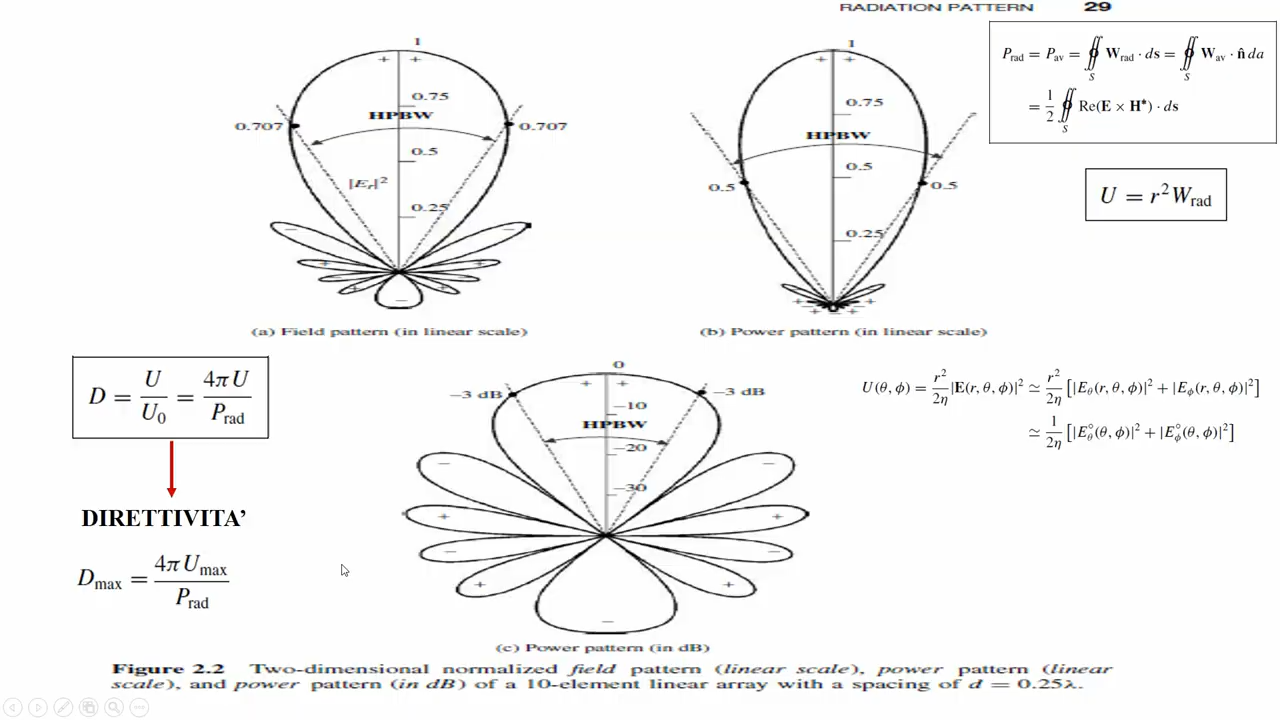 RADIATION PATTERN 29
P_rad = P_av = ∯_S W_rad · ds = ∯_S W_av · n̂ da
= 1/2 ∯_S Re(E × H*) · ds
U = r² W_rad
1
+ +
0.75
HPBW
0.707
0.707
0.5
|E_r|²
0.25
−
−
+
+
−
−
+
+
−
(a) Field pattern (in linear scale)
1
+ +
0.75
HPBW
0.5
0.5
0.5
0.25
−
−
+
+
−
−
+
+
−
(b) Power pattern (in linear scale)
D = U/U₀ = 4πU/P_rad
DIRETTIVITA’
D_max = 4πU_max/P_rad
0
+ +
−3 dB
−3 dB
−10
HPBW
−20
−30
−
−
+
+
−
−
+
+
−
(c) Power pattern (in dB)
U(θ, ϕ) = r²/2η |E(r, θ, ϕ)|² ≃ r²/2η [|E_θ(r, θ, ϕ)|² + |E_ϕ(r, θ, ϕ)|²]
≃ 1/2η [|E°_θ(θ, ϕ)|² + |E°_ϕ(θ, ϕ)|²]
Figure 2.2 Two-dimensional normalized field pattern (linear scale), power pattern (linear
scale), and power pattern (in dB) of a 10-element linear array with a spacing of d = 0.25λ.